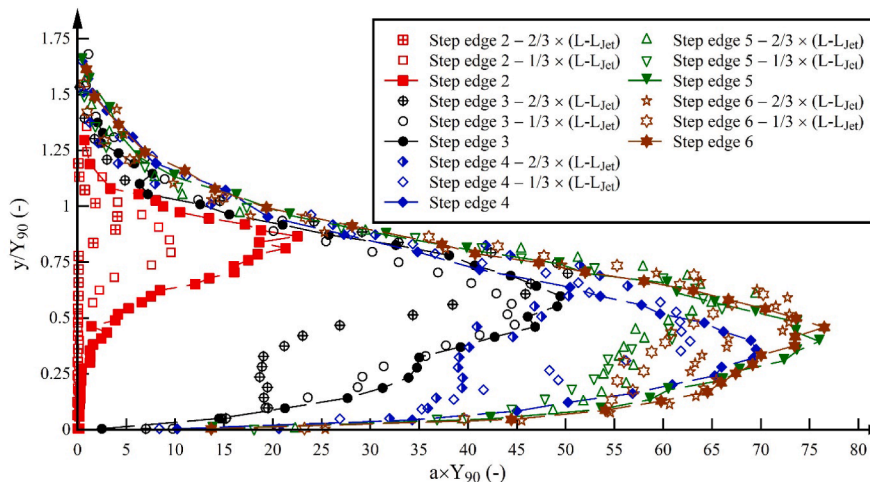 1.75
1.5
1.25
1
0.75
0.5
0.25
0
y/Y90 (-)
0 5 10 15 20 25 30 35 40 45 50 55 60 65 70 75 80
a×Y90 (-)
Step edge 2 – 2/3 × (L-LJet)
Step edge 2 – 1/3 × (L-LJet)
Step edge 2
Step edge 3 – 2/3 × (L-LJet)
Step edge 3 – 1/3 × (L-LJet)
Step edge 3
Step edge 4 – 2/3 × (L-LJet)
Step edge 4 – 1/3 × (L-LJet)
Step edge 4
Step edge 5 – 2/3 × (L-LJet)
Step edge 5 – 1/3 × (L-LJet)
Step edge 5
Step edge 6 – 2/3 × (L-LJet)
Step edge 6 – 1/3 × (L-LJet)
Step edge 6